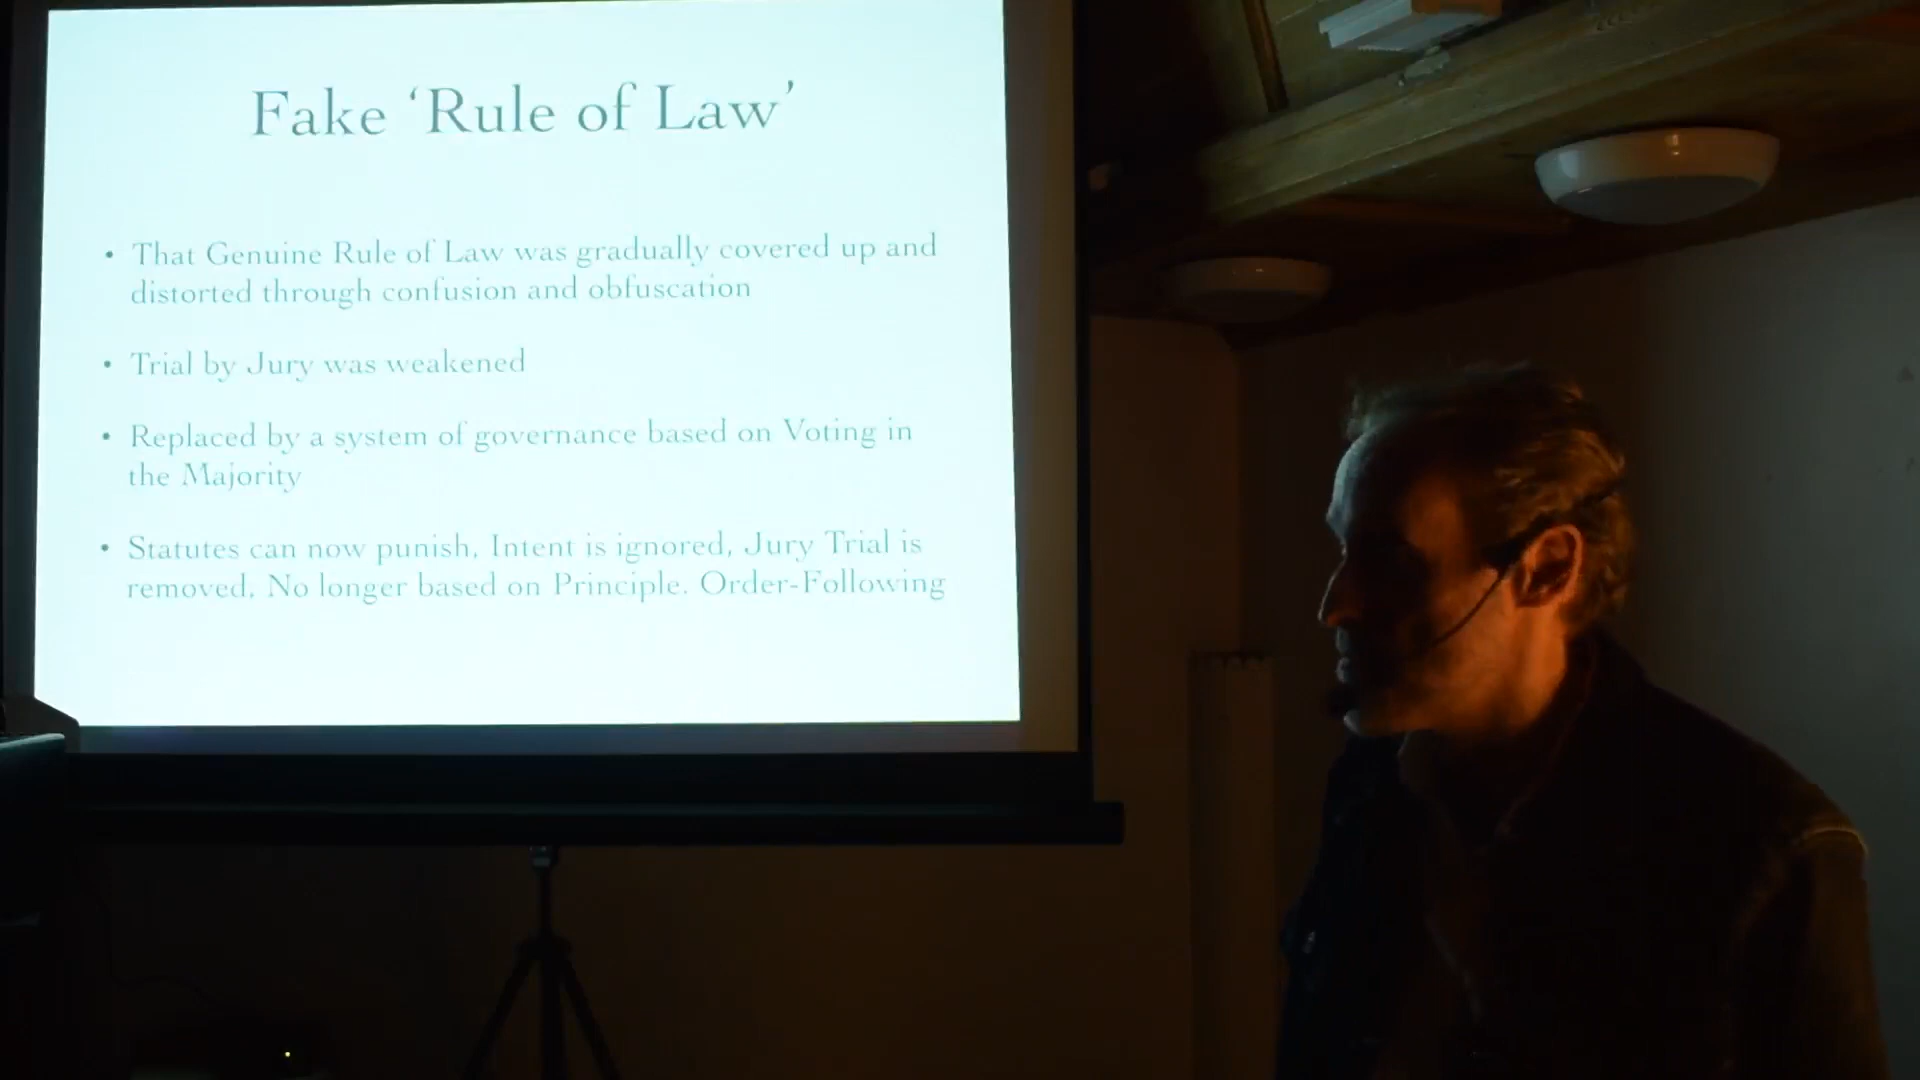 Fake ‘Rule of Law’
• That Genuine Rule of Law was gradually covered up and
distorted through confusion and obfuscation
• Trial by Jury was weakened
• Replaced by a system of governance based on Voting in
the Majority
• Statutes can now punish, Intent is ignored, Jury Trial is
removed, No longer based on Principle. Order-Following